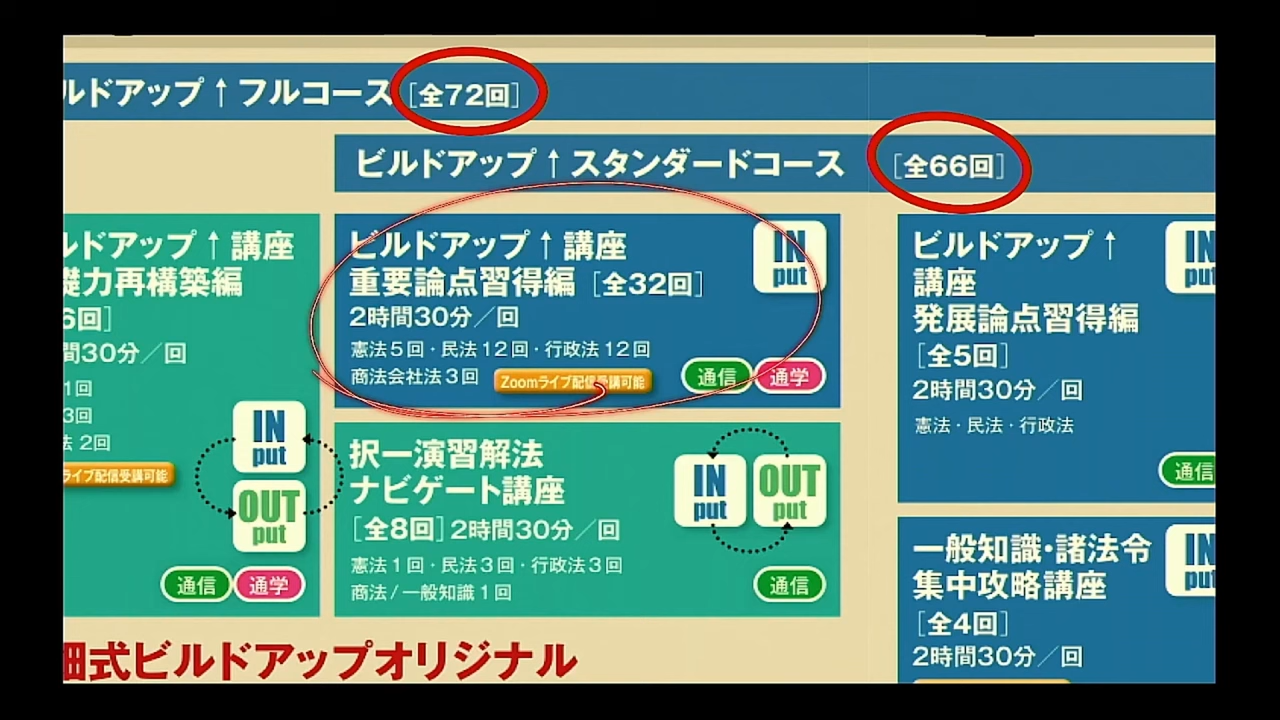 ルドアップ↑フルコース [全72回]
ビルドアップ↑スタンダードコース [全66回]
ルドアップ↑講座
礎力再構築編
6回]
間30分／回
1回
3回
法 2回
ライブ配信受講可能
IN
put
OUT
put
通信 通学
ビルドアップ↑講座
重要論点習得編 [全32回]
2時間30分／回
憲法5回・民法12回・行政法12回
商法会社法3回 Zoomライブ配信受講可能
IN
put
通信 通学
択一演習解法
ナビゲート講座
[全8回] 2時間30分／回
憲法1回・民法3回・行政法3回
商法/一般知識1回
IN
put
OUT
put
通信
ビルドアップ↑
講座
発展論点習得編
[全5回]
2時間30分／回
憲法・民法・行政法
IN
put
通信
一般知識・諸法令
集中攻略講座
[全4回]
2時間30分／回
IN
put
細式ビルドアップオリジナル